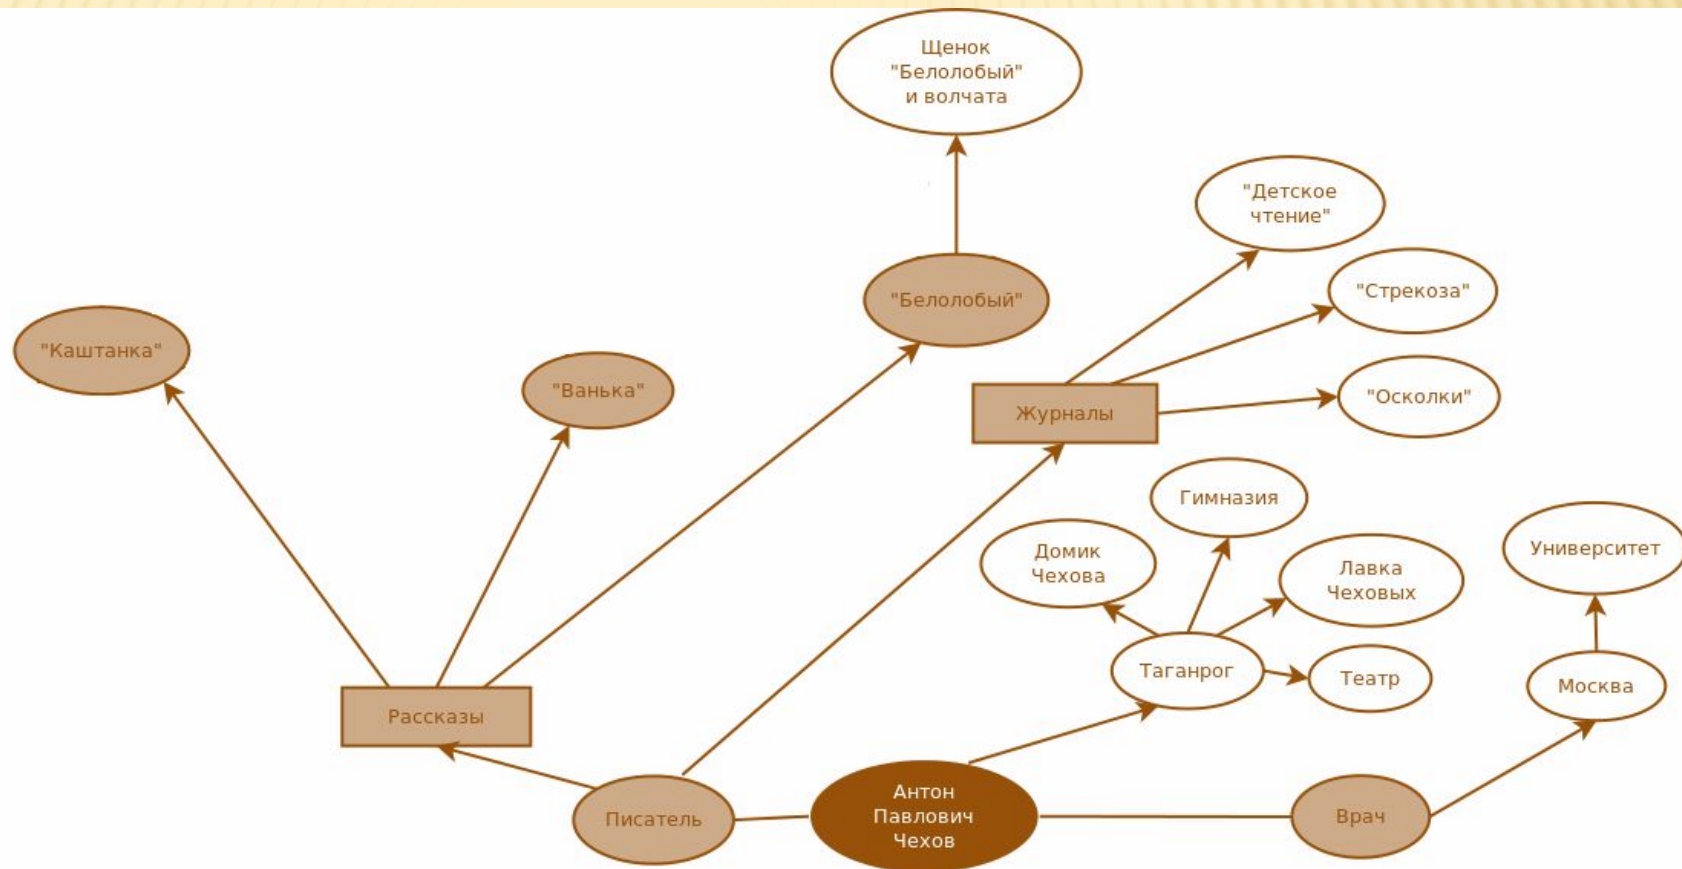 Щенок
"Белолобый"
и волчата
"Детское
чтение"
"Стрекоза"
"Белолобый"
"Каштанка"
"Ванька"
"Осколки"
Журналы
Гимназия
Домик
Чехова
Лавка
Чеховых
Университет
Таганрог
Театр
Москва
Рассказы
Писатель
Антон
Павлович
Чехов
Врач